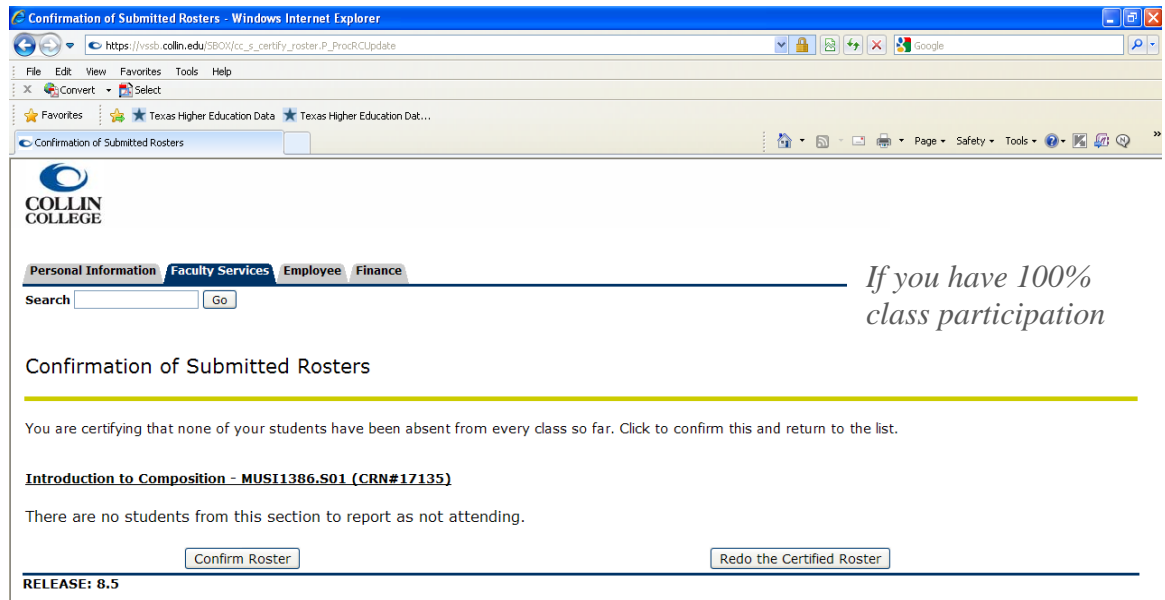 Confirmation of Submitted Rosters - Windows Internet Explorer
https://vssb.collin.edu/SBOX/cc_s_certify_roster.P_ProcRCUpdate
Google
File Edit View Favorites Tools Help
X Convert Select
Favorites Texas Higher Education Data Texas Higher Education Dat...
Confirmation of Submitted Rosters
Page Safety Tools »
COLLIN
COLLEGE
Personal Information Faculty Services Employee Finance
Search Go
If you have 100%
class participation
Confirmation of Submitted Rosters
You are certifying that none of your students have been absent from every class so far. Click to confirm this and return to the list.
Introduction to Composition - MUSI1386.S01 (CRN#17135)
There are no students from this section to report as not attending.
Confirm Roster Redo the Certified Roster
RELEASE: 8.5